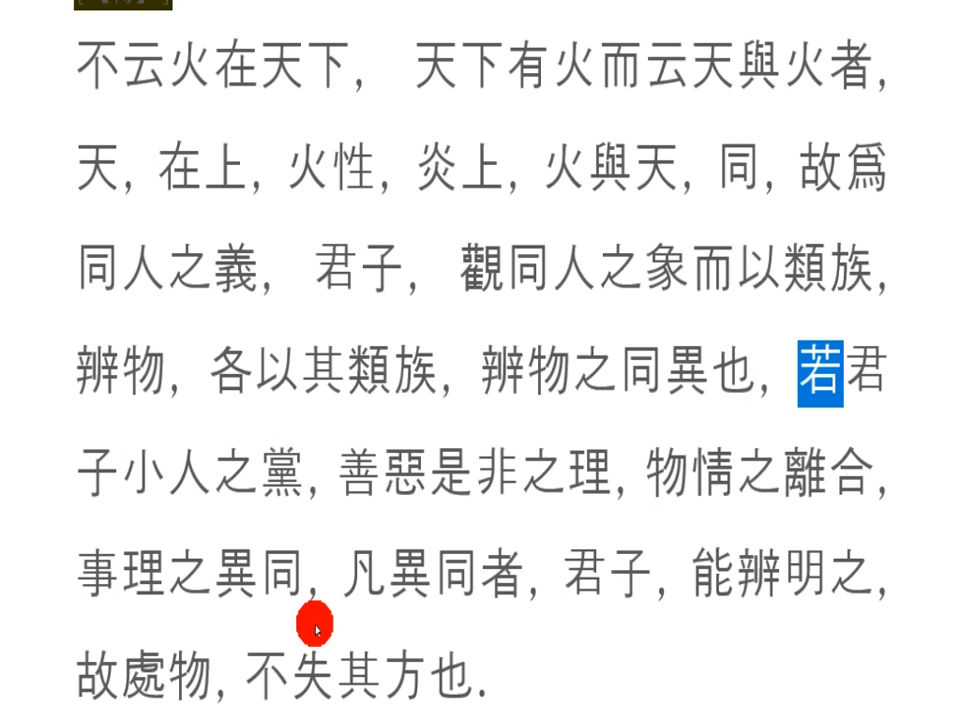 不云火在天下, 天下有火而云天與火者,
天, 在上, 火性, 炎上, 火與天, 同, 故爲
同人之義, 君子, 觀同人之象而以類族,
辨物, 各以其類族, 辨物之同異也, 若君
子小人之黨, 善惡是非之理, 物情之離合,
事理之異同, 凡異同者, 君子, 能辨明之,
故處物, 不失其方也.